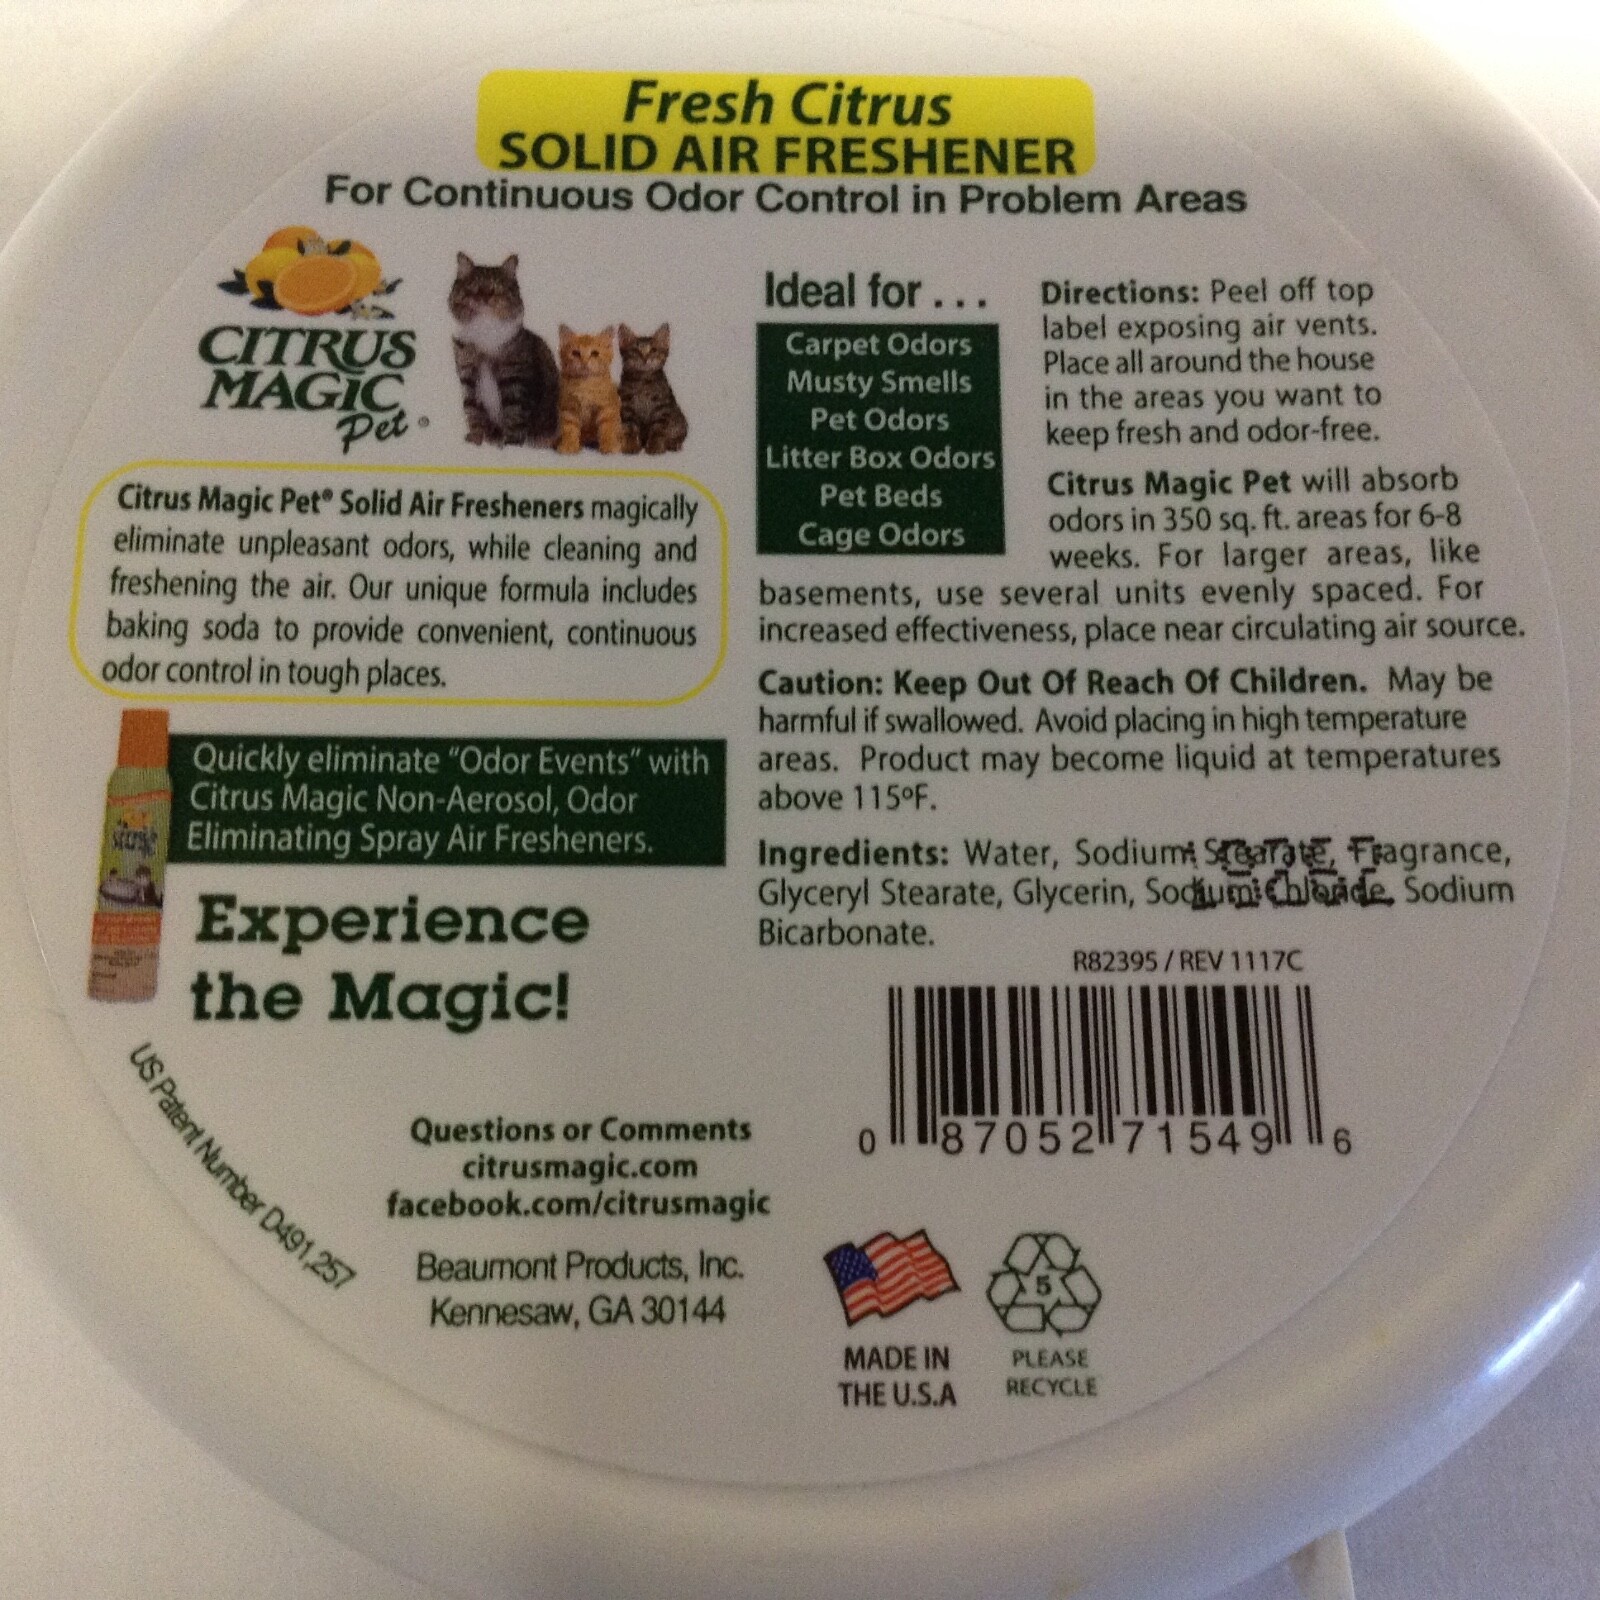 Fresh Citrus
SOLID AIR FRESHENER
For Continuous Odor Control in Problem Areas
CITRUS
MAGIC
Pet®
Citrus Magic Pet® Solid Air Fresheners magically
eliminate unpleasant odors, while cleaning and
freshening the air. Our unique formula includes
baking soda to provide convenient, continuous
odor control in tough places.
Quickly eliminate "Odor Events" with
Citrus Magic Non-Aerosol, Odor
Eliminating Spray Air Fresheners.
Experience
the Magic!
Ideal for . . .
Carpet Odors
Musty Smells
Pet Odors
Litter Box Odors
Pet Beds
Cage Odors
Directions: Peel off top
label exposing air vents.
Place all around the house
in the areas you want to
keep fresh and odor-free.
Citrus Magic Pet will absorb
odors in 350 sq. ft. areas for 6-8
weeks. For larger areas, like
basements, use several units evenly spaced. For
increased effectiveness, place near circulating air source.
Caution: Keep Out Of Reach Of Children. May be
harmful if swallowed. Avoid placing in high temperature
areas. Product may become liquid at temperatures
above 115ºF.
Ingredients: Water, Sodium Stearate, Fragrance,
Glyceryl Stearate, Glycerin, Sodium Chloride, Sodium
Bicarbonate.
R82395 / REV 1117C
0 87052 71549 6
US Patent Number D491,257
Questions or Comments
citrusmagic.com
facebook.com/citrusmagic
Beaumont Products, Inc.
Kennesaw, GA 30144
MADE IN
THE U.S.A
5
PLEASE
RECYCLE